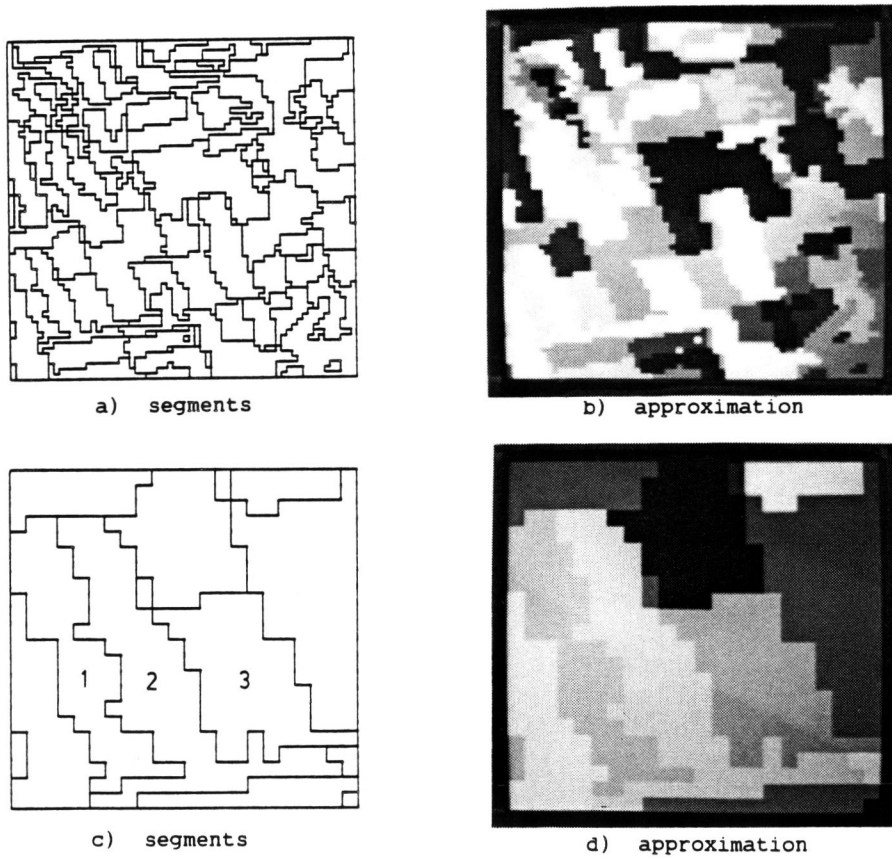 a) segments
b) approximation
1 2 3
c) segments
d) approximation